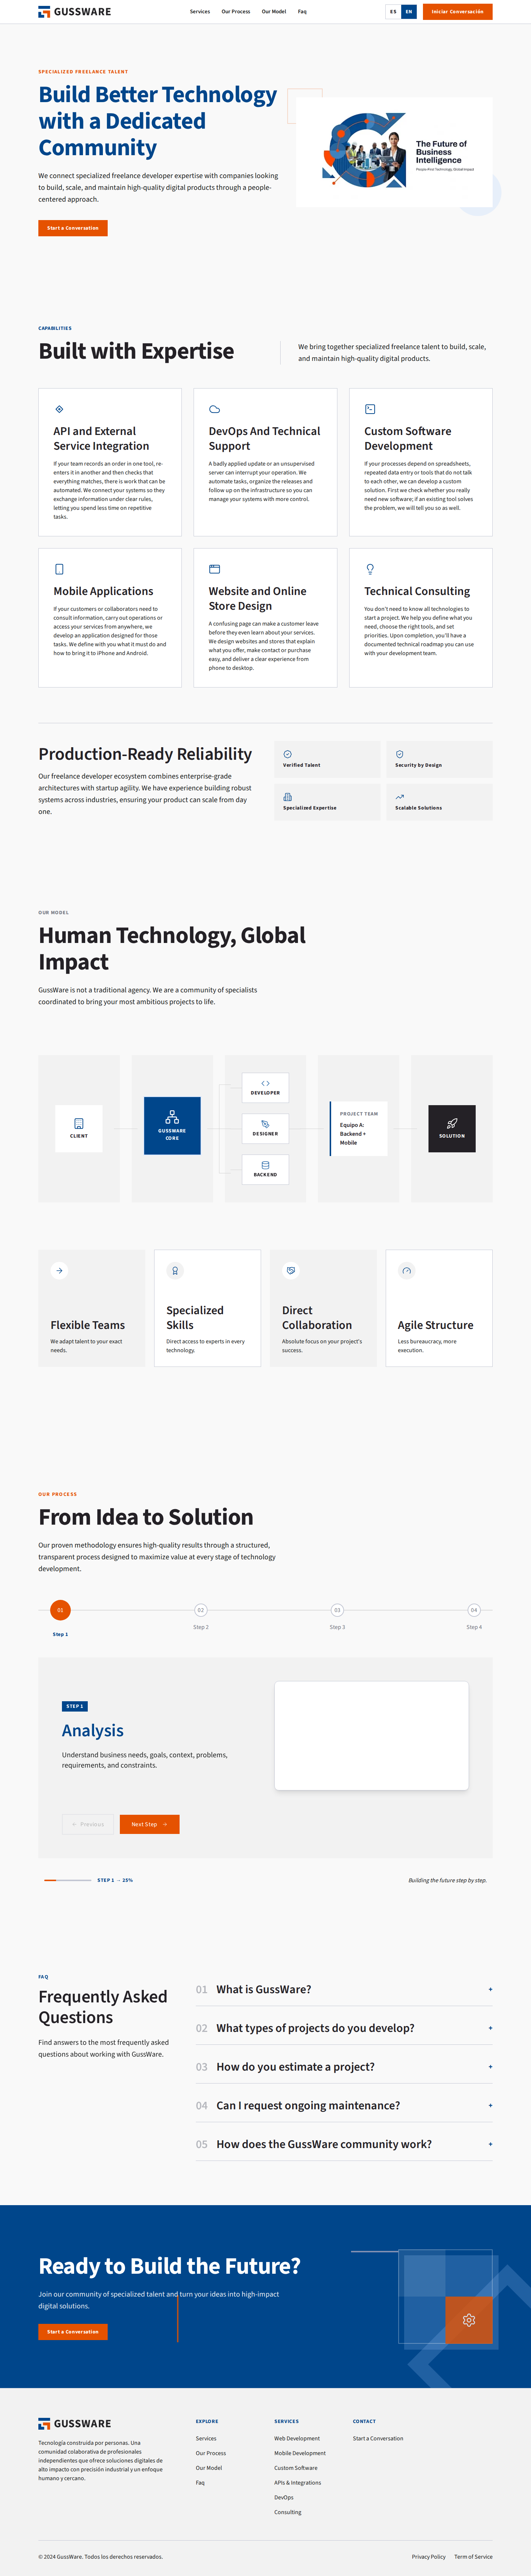 GUSSWARE
Services
Our Process
Our Model
Faq
ES
EN
Iniciar Conversación
SPECIALIZED FREELANCE TALENT
Build Better Technology
with a Dedicated
Community
We connect specialized freelance developer expertise with companies looking
to build, scale, and maintain high-quality digital products through a people-
centered approach.
Start a Conversation
The Future of
Business
Intelligence
People-First Technology, Global Impact
CAPABILITIES
Built with Expertise
We bring together specialized freelance talent to build, scale,
and maintain high-quality digital products.
API and External
Service Integration
If your team records an order in one tool, re-
enters it in another and then checks that
everything matches, there is work that can be
automated. We connect your systems so they
exchange information under clear rules,
letting you spend less time on repetitive
tasks.
DevOps And Technical
Support
A badly applied update or an unsupervised
server can interrupt your operation. We
automate tasks, organize the releases and
follow up on the infrastructure so you can
manage your systems with more control.
Custom Software
Development
If your processes depend on spreadsheets,
repeated data entry or tools that do not talk
to each other, we can develop a custom
solution. First we check whether you really
need new software; if an existing tool solves
the problem, we will tell you so as well.
Mobile Applications
If your customers or collaborators need to
consult information, carry out operations or
access your services from anywhere, we
develop an application designed for those
tasks. We define with you what it must do and
how to bring it to iPhone and Android.
Website and Online
Store Design
A confusing page can make a customer leave
before they even learn about your services.
We design websites and stores that explain
what you offer, make contact or purchase
easy, and deliver a clear experience from
phone to desktop.
Technical Consulting
You don't need to know all technologies to
start a project. We help you define what you
need, choose the right tools, and set
priorities. Upon completion, you'll have a
documented technical roadmap you can use
with your development team.
Production-Ready Reliability
Our freelance developer ecosystem combines enterprise-grade
architectures with startup agility. We have experience building robust
systems across industries, ensuring your product can scale from day
one.
Verified Talent
Security by Design
Specialized Expertise
Scalable Solutions
OUR MODEL
Human Technology, Global
Impact
GussWare is not a traditional agency. We are a community of specialists
coordinated to bring your most ambitious projects to life.
CLIENT
GUSSWARE
CORE
DEVELOPER
DESIGNER
BACKEND
PROJECT TEAM
Equipo A:
Backend +
Mobile
SOLUTION
Flexible Teams
We adapt talent to your exact
needs.
Specialized
Skills
Direct access to experts in every
technology.
Direct
Collaboration
Absolute focus on your project's
success.
Agile Structure
Less bureaucracy, more
execution.
OUR PROCESS
From Idea to Solution
Our proven methodology ensures high-quality results through a structured,
transparent process designed to maximize value at every stage of technology
development.
01
02
03
04
Step 1
Step 2
Step 3
Step 4
STEP 1
Analysis
Understand business needs, goals, context, problems,
requirements, and constraints.
← Previous
Next Step →
STEP 1 — 25%
Building the future step by step.
FAQ
Frequently Asked
Questions
Find answers to the most frequently asked
questions about working with GussWare.
01 What is GussWare? +
02 What types of projects do you develop? +
03 How do you estimate a project? +
04 Can I request ongoing maintenance? +
05 How does the GussWare community work? +
Ready to Build the Future?
Join our community of specialized talent and turn your ideas into high-impact
digital solutions.
Start a Conversation
GUSSWARE
Tecnología construida por personas. Una
comunidad colaborativa de profesionales
independientes que ofrece soluciones digitales de
alto impacto con precisión industrial y un enfoque
humano y cercano.
EXPLORE
Services
Our Process
Our Model
Faq
SERVICES
Web Development
Mobile Development
Custom Software
APIs & Integrations
DevOps
Consulting
CONTACT
Start a Conversation
© 2024 GussWare. Todos los derechos reservados.
Privacy Policy
Term of Service